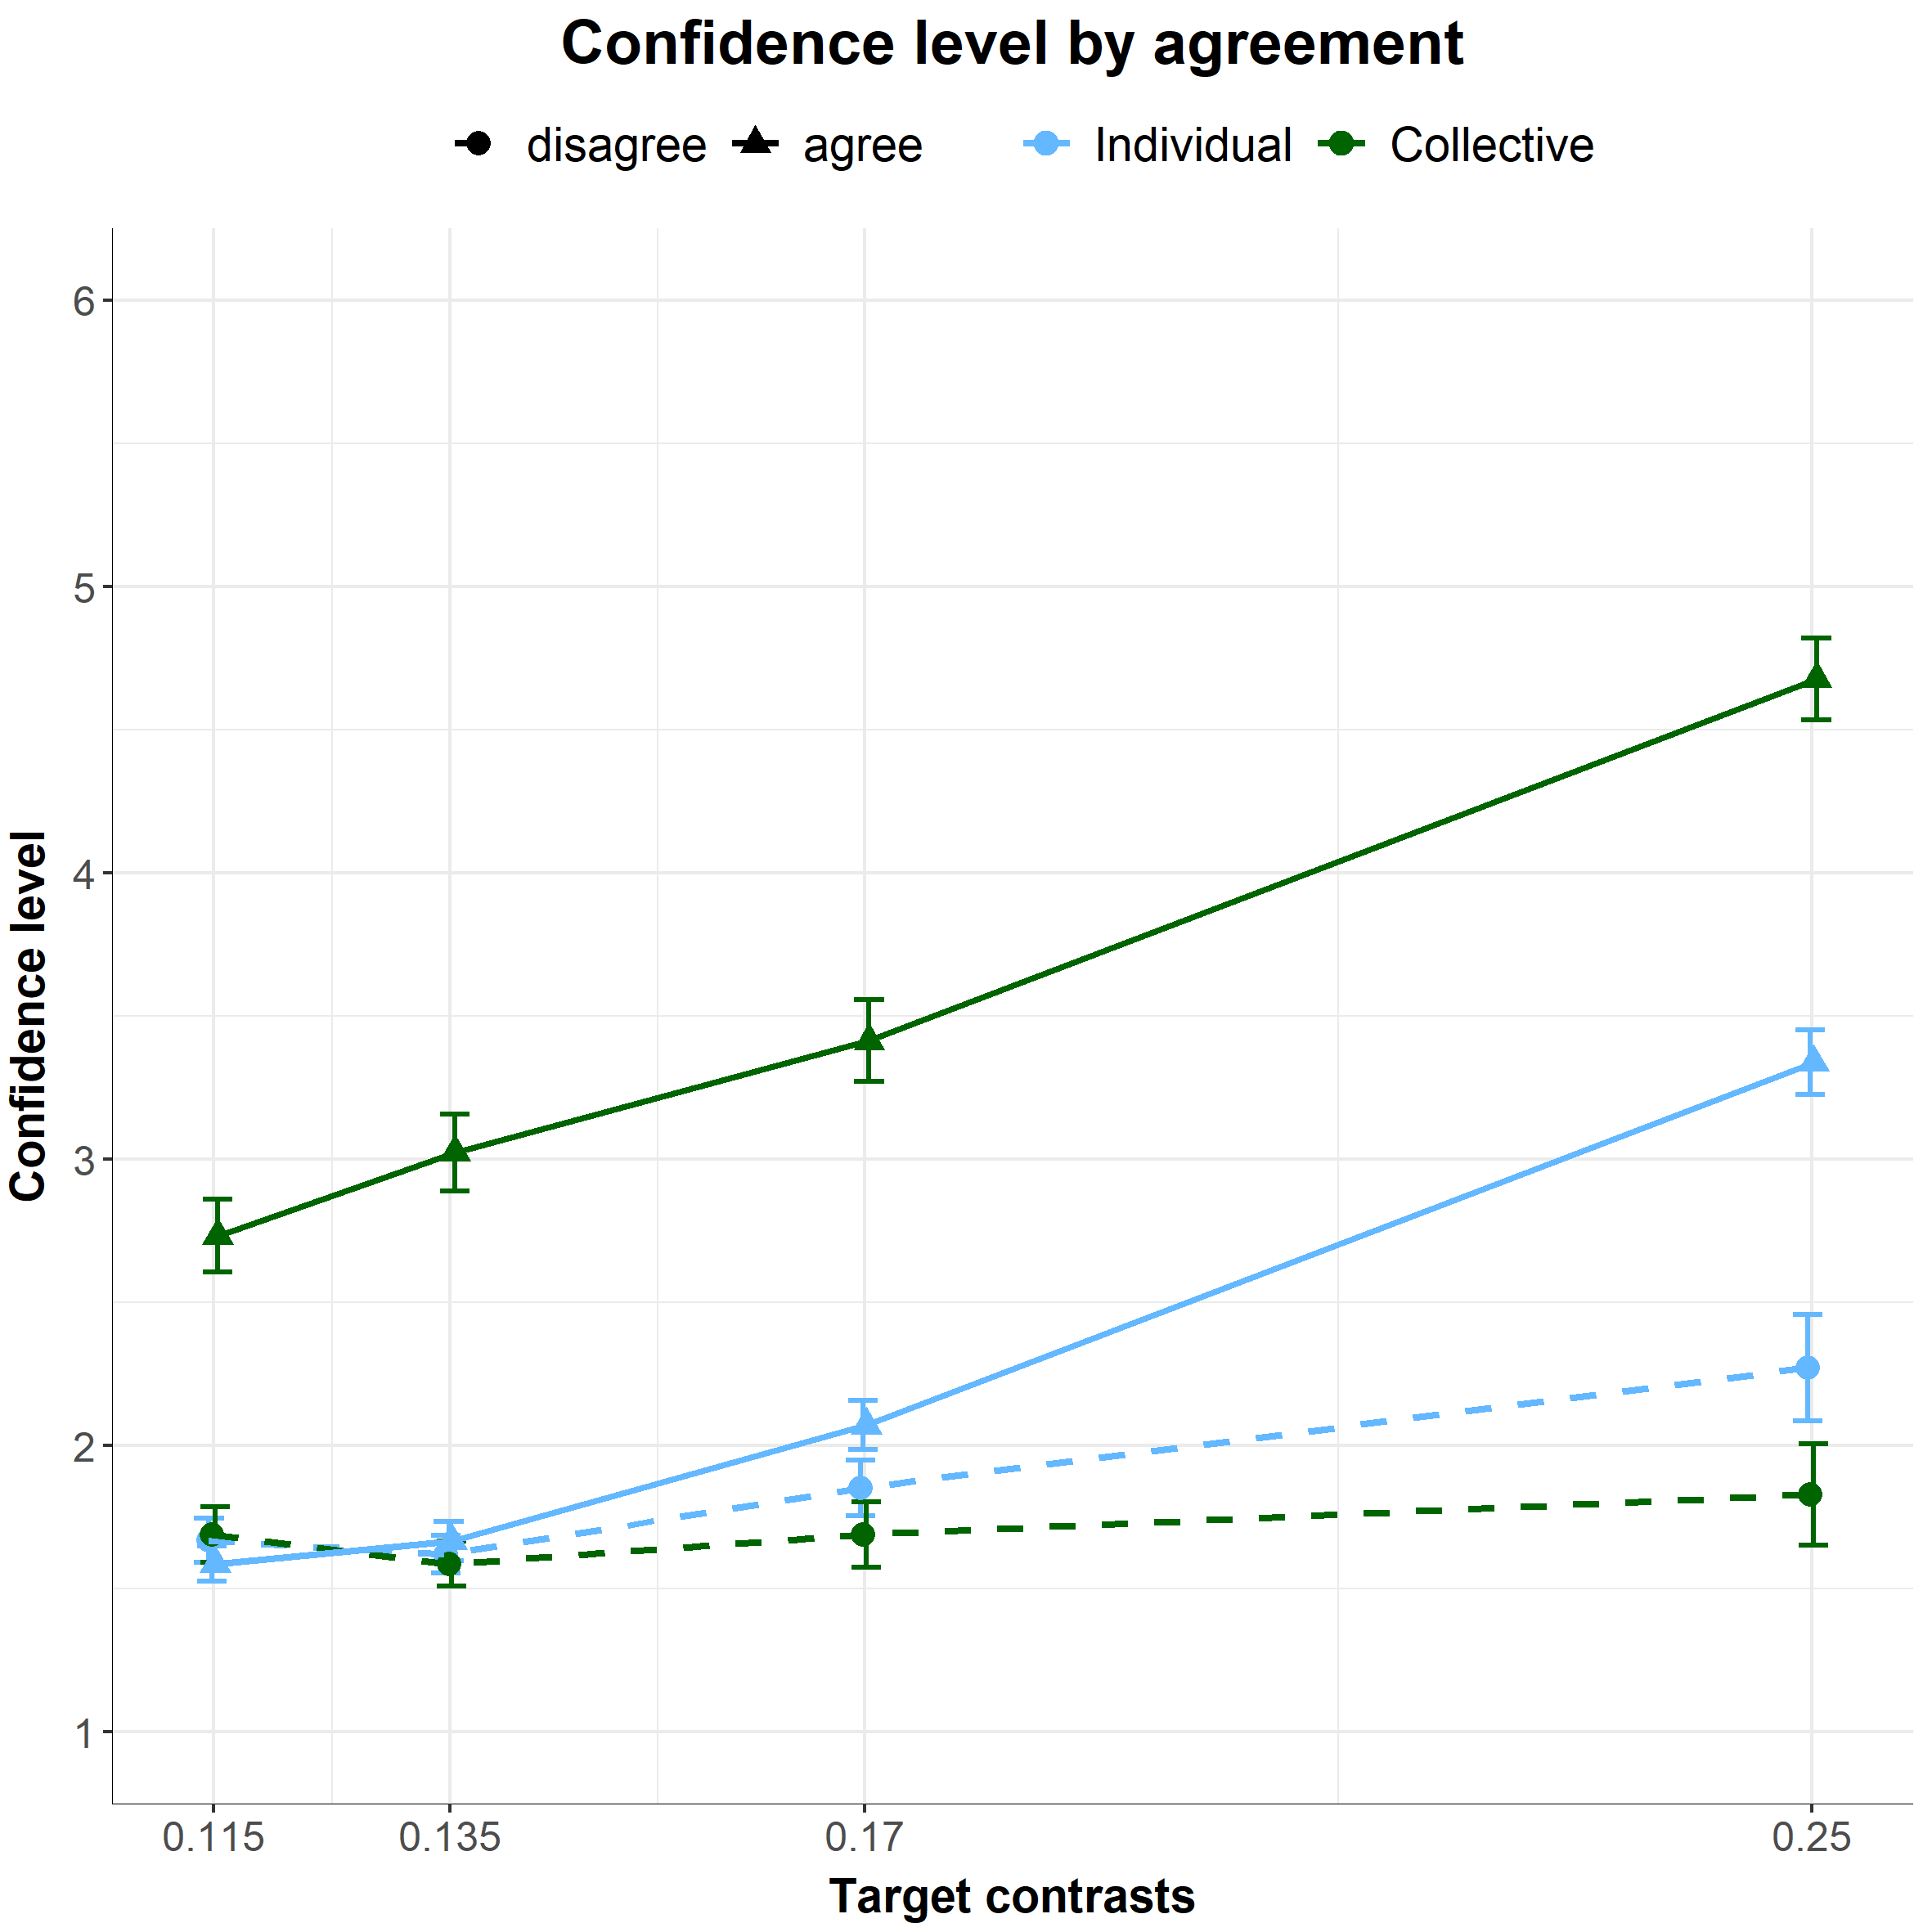 Confidence level by agreement
disagree agree Individual Collective
6
5
4
3
2
1
Confidence level
0.115 0.135 0.17 0.25
Target contrasts